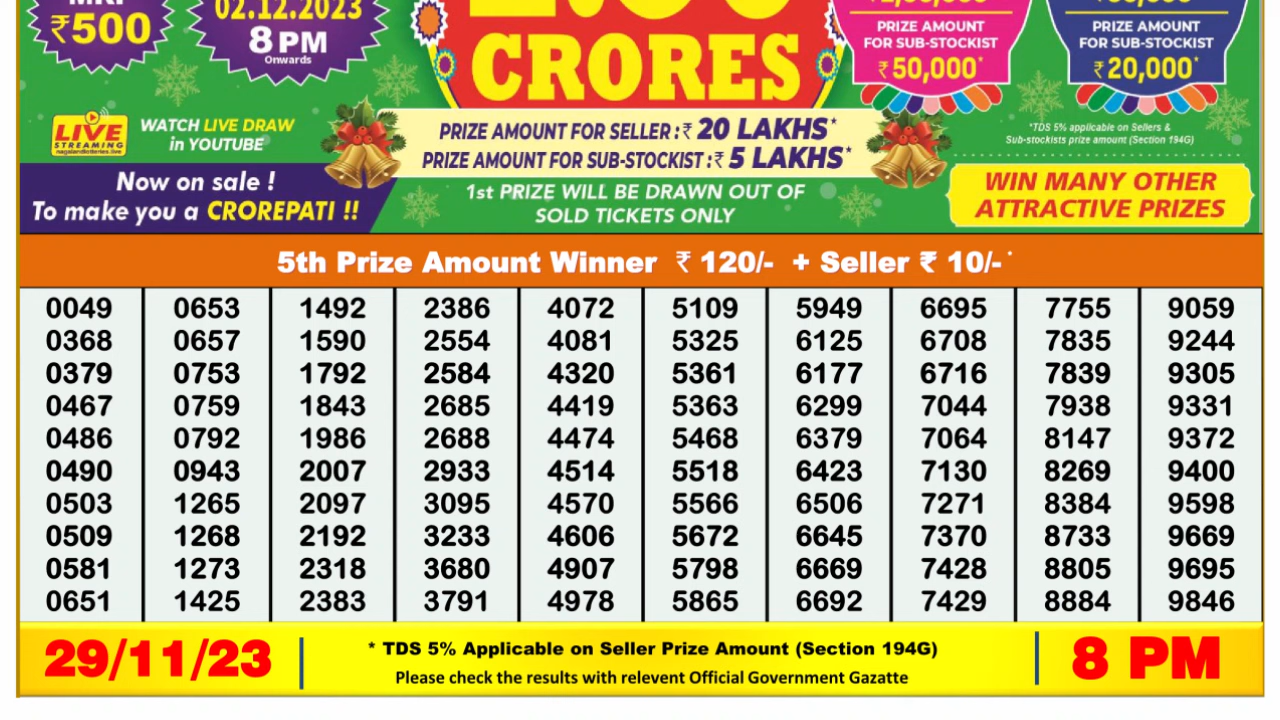 ₹500
02.12.2023
8 PM
Onwards
CRORES
PRIZE AMOUNT
FOR SUB-STOCKIST
₹ 50,000*
PRIZE AMOUNT
FOR SUB-STOCKIST
₹ 20,000*
LIVE
STREAMING
nagalandlotteries.live
WATCH LIVE DRAW
in YOUTUBE
PRIZE AMOUNT FOR SELLER :₹ 20 LAKHS*
PRIZE AMOUNT FOR SUB-STOCKIST :₹ 5 LAKHS*
*TDS 5% applicable on Sellers &
Sub-stockists prize amount (Section 194G)
Now on sale !
To make you a CROREPATI !!
1st PRIZE WILL BE DRAWN OUT OF
SOLD TICKETS ONLY
WIN MANY OTHER
ATTRACTIVE PRIZES
5th Prize Amount Winner ₹ 120/- + Seller ₹ 10/-*
0049 0653 1492 2386 4072 5109 5949 6695 7755 9059
0368 0657 1590 2554 4081 5325 6125 6708 7835 9244
0379 0753 1792 2584 4320 5361 6177 6716 7839 9305
0467 0759 1843 2685 4419 5363 6299 7044 7938 9331
0486 0792 1986 2688 4474 5468 6379 7064 8147 9372
0490 0943 2007 2933 4514 5518 6423 7130 8269 9400
0503 1265 2097 3095 4570 5566 6506 7271 8384 9598
0509 1268 2192 3233 4606 5672 6645 7370 8733 9669
0581 1273 2318 3680 4907 5798 6669 7428 8805 9695
0651 1425 2383 3791 4978 5865 6692 7429 8884 9846
29/11/23
* TDS 5% Applicable on Seller Prize Amount (Section 194G)
Please check the results with relevent Official Government Gazatte
8 PM